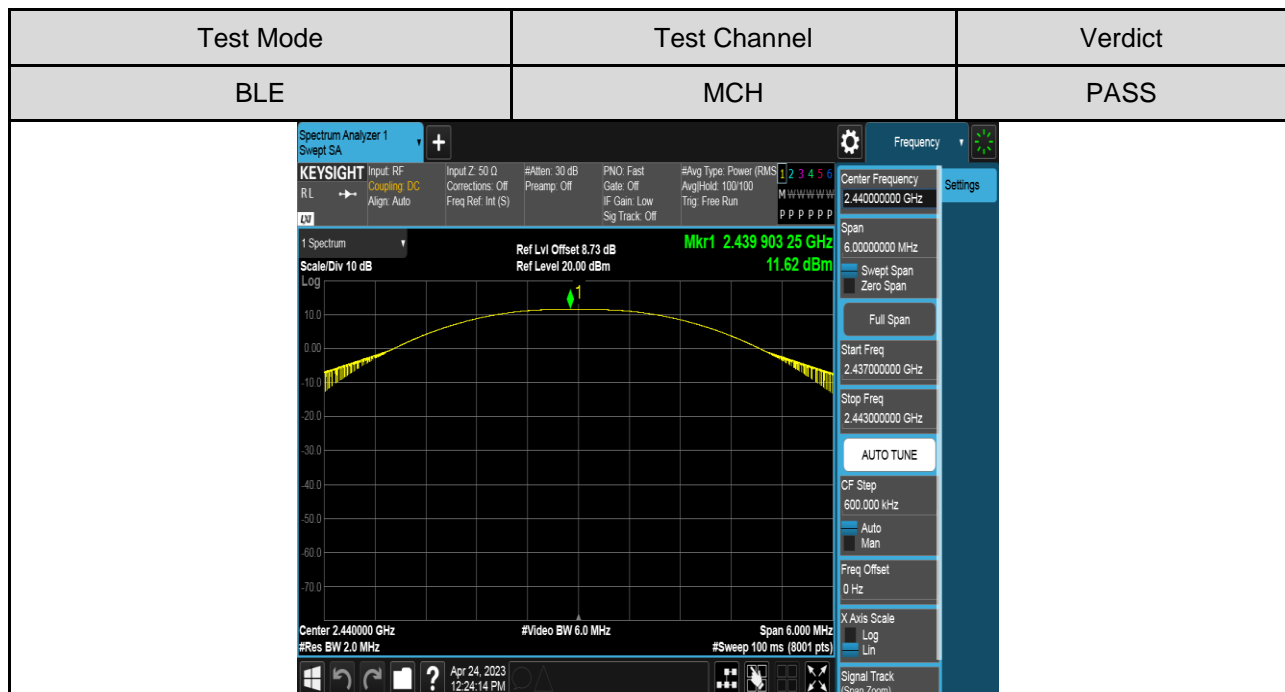 Test Mode Test Channel Verdict
BLE MCH PASS
Spectrum Analyzer 1
Swept SA
+
Frequency
KEYSIGHT Input: RF Input Z: 50 Ω #Atten: 30 dB PNO: Fast #Avg Type: Power (RMS 1 2 3 4 5 6
RL Coupling: DC Corrections: Off Preamp: Off Gate: Off Avg|Hold: 100/100 M W W W W W
Align: Auto Freq Ref: Int (S) IF Gain: Low Trig: Free Run
LXI Sig Track: Off P P P P P P
Settings
1 Spectrum
Ref Lvl Offset 8.73 dB
Mkr1 2.439 903 25 GHz
Scale/Div 10 dB Ref Level 20.00 dBm 11.62 dBm
Log
1
10.0
0.00
-10.0
-20.0
-30.0
-40.0
-50.0
-60.0
-70.0
Center 2.440000 GHz #Video BW 6.0 MHz Span 6.000 MHz
#Res BW 2.0 MHz #Sweep 100 ms (8001 pts)
Center Frequency
2.440000000 GHz
Span
6.00000000 MHz
Swept Span
Zero Span
Full Span
Start Freq
2.437000000 GHz
Stop Freq
2.443000000 GHz
AUTO TUNE
CF Step
600.000 kHz
Auto
Man
Freq Offset
0 Hz
X Axis Scale
Log
Lin
Signal Track
(Span Zoom)
?
Apr 24, 2023
12:24:14 PM